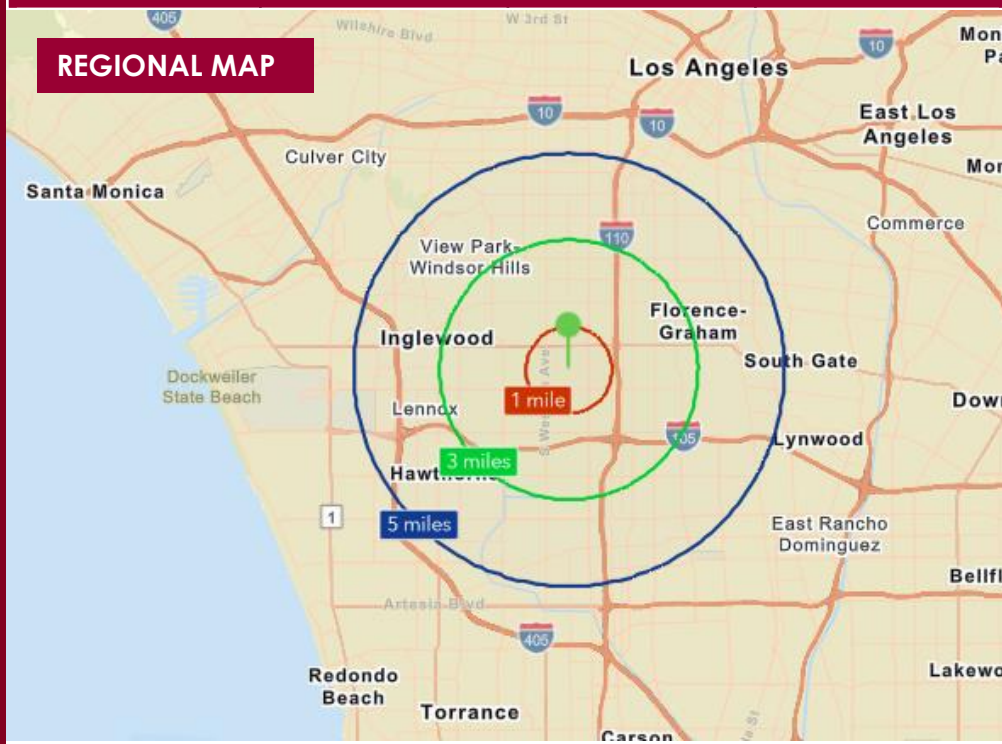 405
Wilshire Blvd
W 3rd St
10
REGIONAL MAP
Los Angeles
10
10
East Los
Angeles
Culver City
Santa Monica
Commerce
View Park-
Windsor Hills
110
Florence-
Graham
Inglewood
South Gate
Dockweiler
State Beach
1 mile
Lennox
105
Lynwood
3 miles
1
5 miles
East Rancho
Dominguez
Artesia Blvd
405
Redondo
Beach
Torrance
Carson